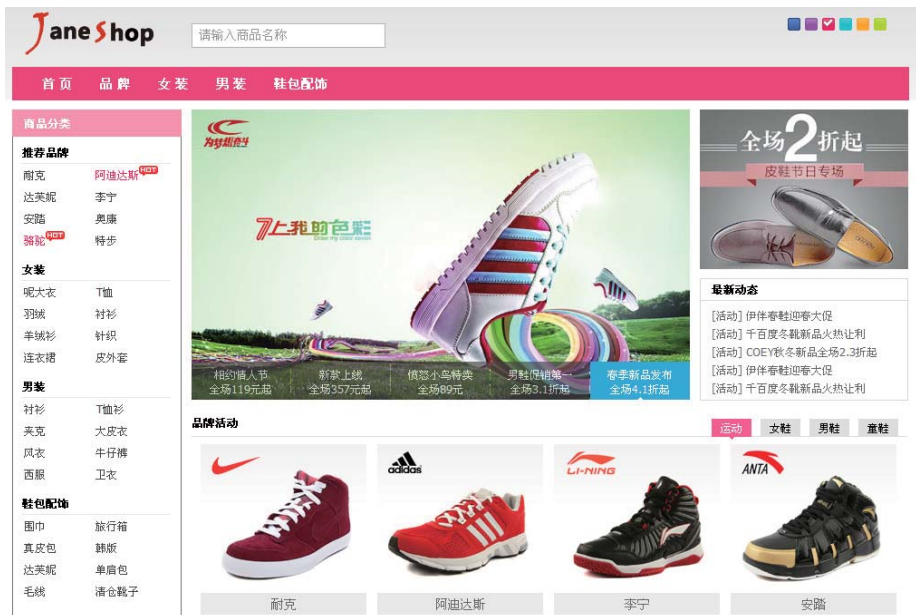 Jane Shop
请输入商品名称
首页 品牌 女装 男装 鞋包配饰
商品分类
推荐品牌
耐克 阿迪达斯 HOT
达芙妮 李宁
安踏 奥康
骆驼 HOT 特步
女装
呢大衣 T恤
羽绒 衬衫
羊绒衫 针织
连衣裙 皮外套
男装
衬衫 T恤衫
夹克 大皮衣
风衣 牛仔裤
西服 卫衣
鞋包配饰
围巾 旅行箱
真皮包 韩版
达芙妮 单肩包
毛线 清仓靴子
为梦想奋斗
7上我的色彩
相约情人节 新款上线 愤怒小鸟特卖 男鞋促销第一 春季新品发布
全场119元起 全场357元起 全场89元 全场3.1折起 全场4.1折起
全场2折起
皮鞋节日专场
最新动态
[活动] 伊伴春鞋迎春大促
[活动] 千百度冬靴新品火热让利
[活动] COEY秋冬新品全场2.3折起
[活动] 伊伴春鞋迎春大促
[活动] 千百度冬靴新品火热让利
品牌活动
运动 女鞋 男鞋 童鞋
adidas LI-NING ANTA
耐克 阿迪达斯 李宁 安踏